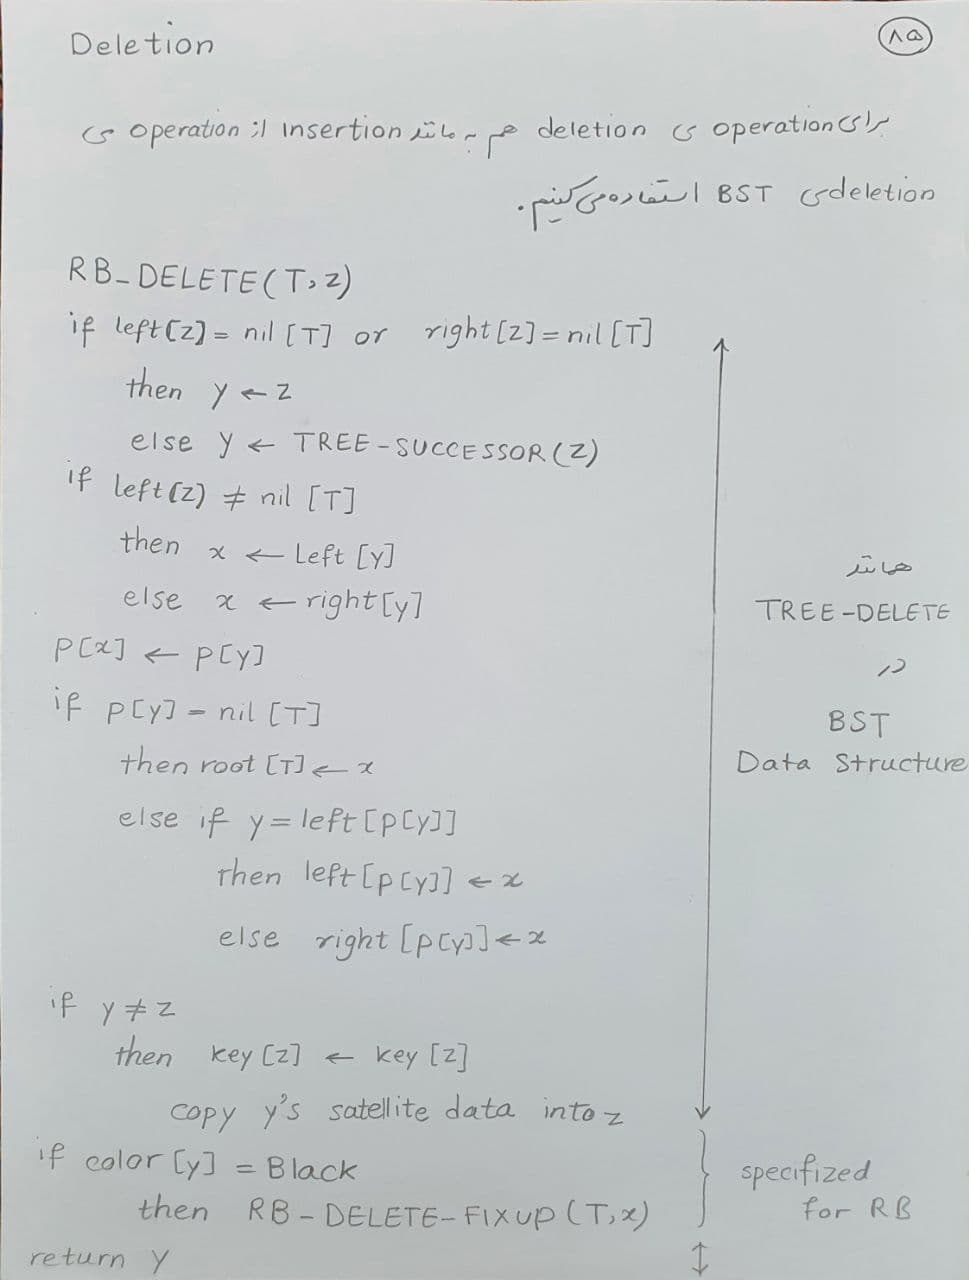 Deletion
۸۵
برای operation ی deletion هم به مانند insertion از operation ی
deletion ی BST استفاده می کنیم.
RB_DELETE(T,z)
if left[z] = nil [T] or right[z] = nil [T]
then y ← z
else y ← TREE-SUCCESSOR(z)
if left[z] ≠ nil [T]
then x ← Left [y]
else x ← right[y]
P[x] ← p[y]
if p[y] = nil [T]
then root [T] ← x
else if y = left[p[y]]
then left[p[y]] ← x
else right [p[y]] ← x
if y ≠ z
then key [z] ← key [z]
copy y's satellite data into z
if color [y] = Black
then RB-DELETE-FIXUP (T,x)
return y
همانند
TREE-DELETE
در
BST
Data Structure
specifized
for RB